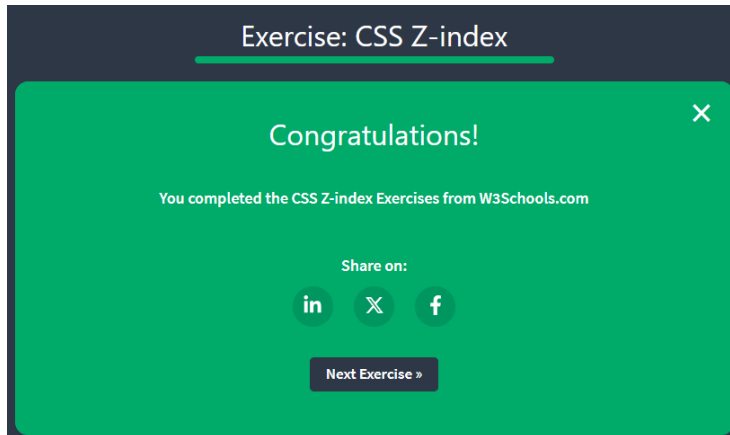 Exercise: CSS Z-index
×
Congratulations!
You completed the CSS Z-index Exercises from W3Schools.com
Share on:
in X f
Next Exercise »